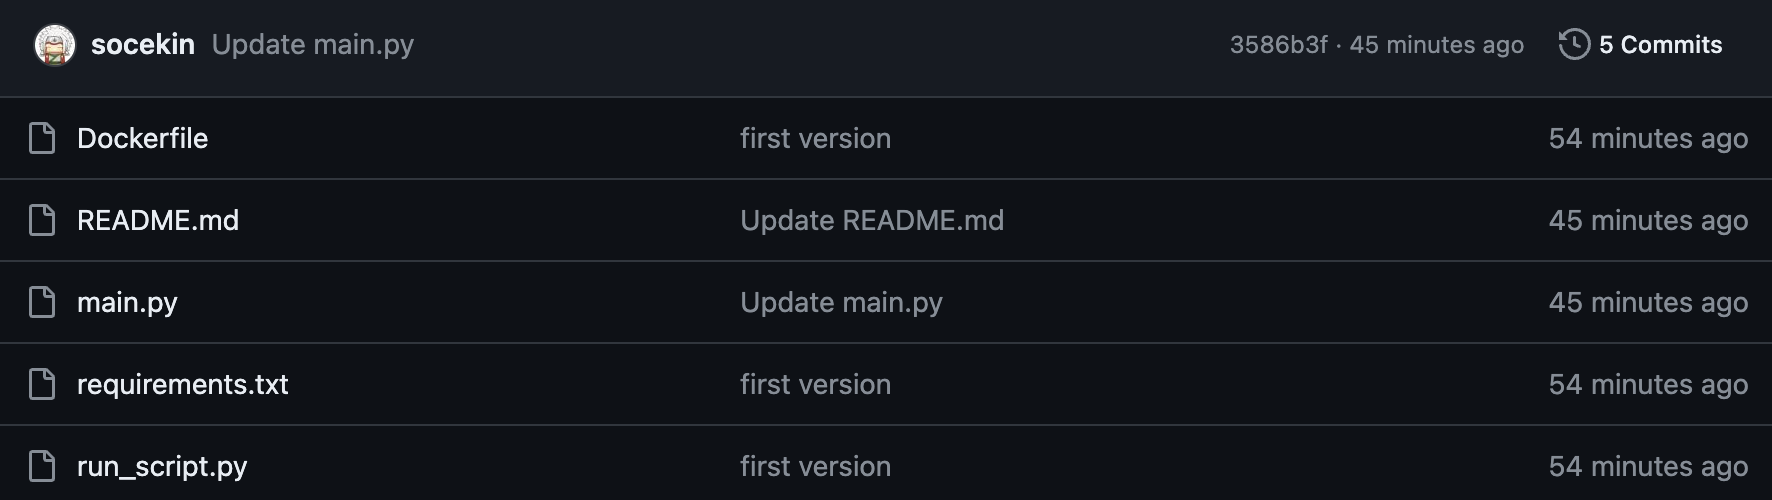 socekin Update main.py 3586b3f · 45 minutes ago 5 Commits
Dockerfile first version 54 minutes ago
README.md Update README.md 45 minutes ago
main.py Update main.py 45 minutes ago
requirements.txt first version 54 minutes ago
run_script.py first version 54 minutes ago